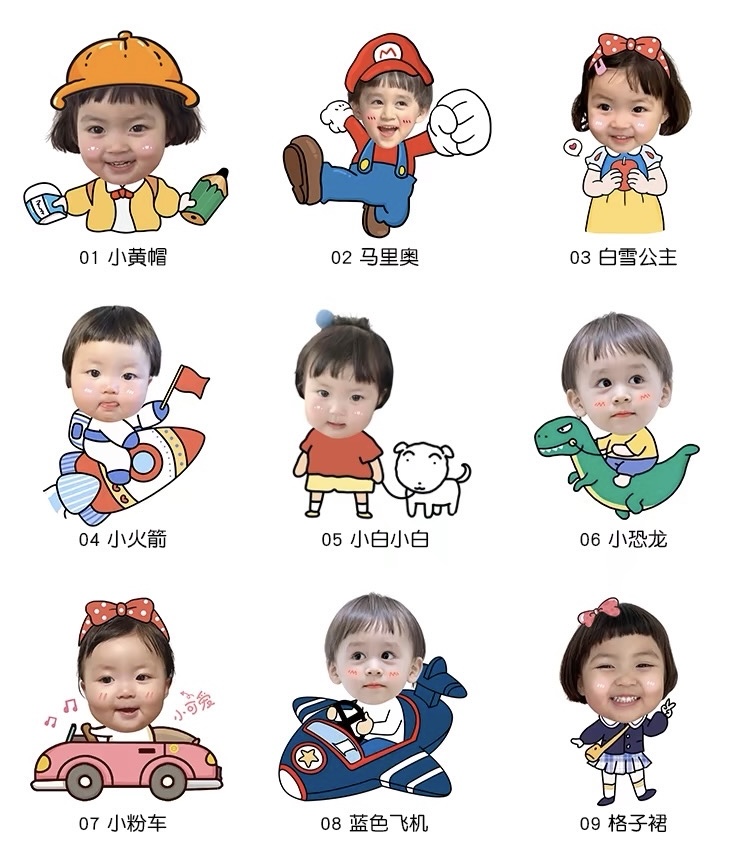 01 小黄帽
02 马里奥
03 白雪公主
04 小火箭
05 小白小白
06 小恐龙
小可爱
07 小粉车
08 蓝色飞机
09 格子裙